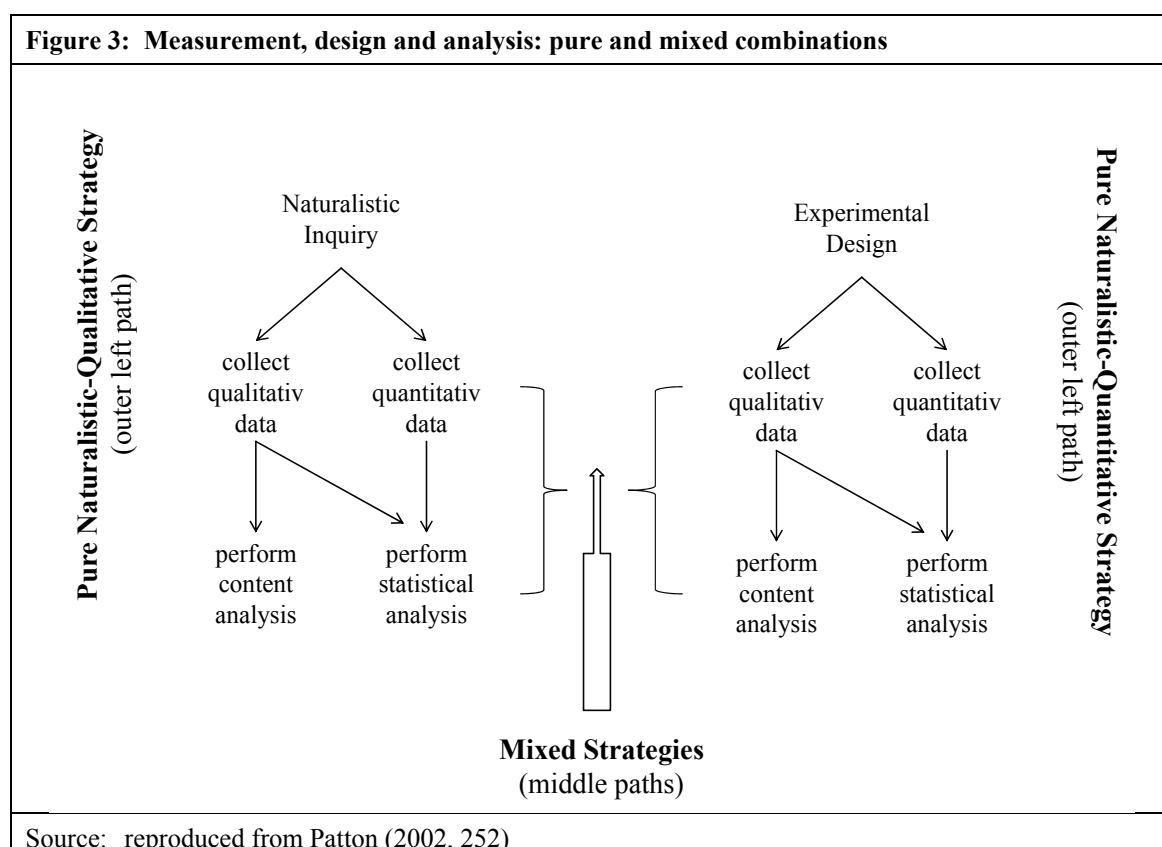 Figure 3: Measurement, design and analysis: pure and mixed combinations
Pure Naturalistic-Qualitative Strategy
(outer left path)
Naturalistic
Inquiry
collect
qualitativ
data
collect
quantitativ
data
perform
content
analysis
perform
statistical
analysis
Experimental
Design
collect
qualitativ
data
collect
quantitativ
data
perform
content
analysis
perform
statistical
analysis
Pure Naturalistic-Quantitative Strategy
(outer left path)
Mixed Strategies
(middle paths)
Source: reproduced from Patton (2002, 252)